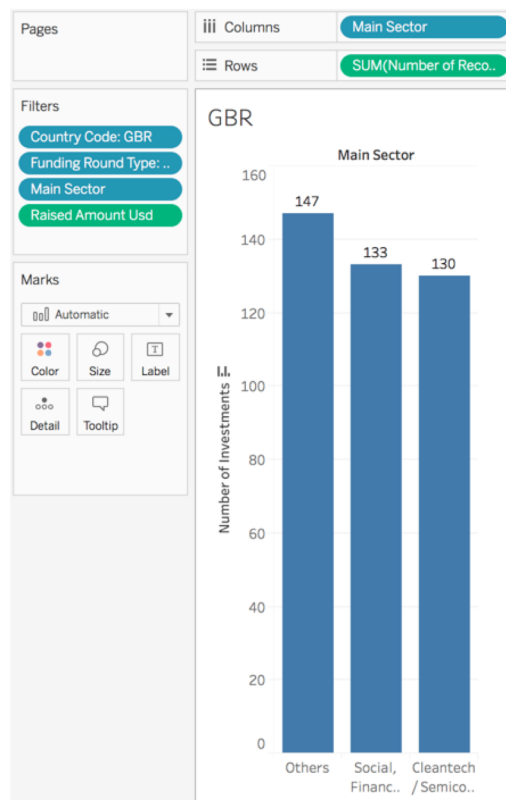 Pages
Columns
Main Sector
Rows
SUM(Number of Reco..
Filters
Country Code: GBR
Funding Round Type: ..
Main Sector
Raised Amount Usd
Marks
Automatic
Color
Size
Label
Detail
Tooltip
GBR
Main Sector
160
140
120
100
80
60
40
20
0
Number of Investments
147
133
130
Others
Social,
Financ..
Cleantech
/ Semico..